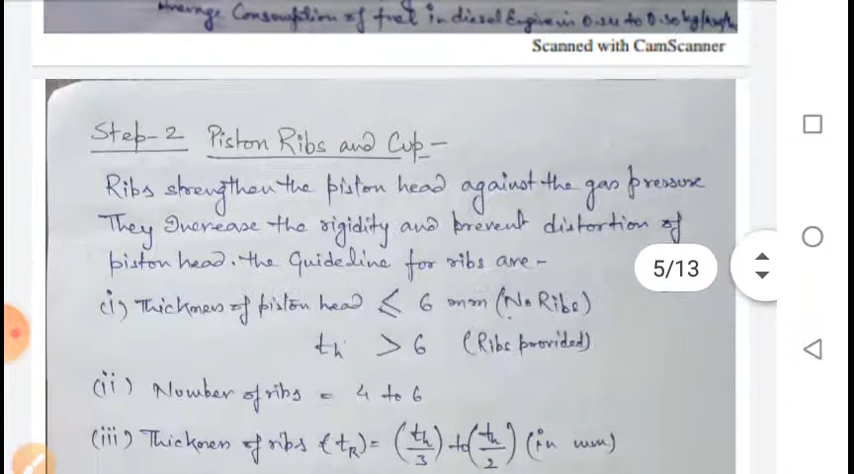 Average Consumption of fuel in diesel Engine is 0.24 to 0.30 kg/kw/h
Scanned with CamScanner
Step-2 Piston Ribs and Cup-
Ribs strengthen the piston head against the gas pressure
They Increase the rigidity and prevent distortion of
piston head. the Guideline for ribs are -
5/13
(i) Thickness of piston head ≤ 6 mm (No Ribs)
th > 6 (Ribs provided)
(ii) Number of ribs = 4 to 6
(iii) Thickness of ribs (tR) = (th/3) to (th/2) (in mm)